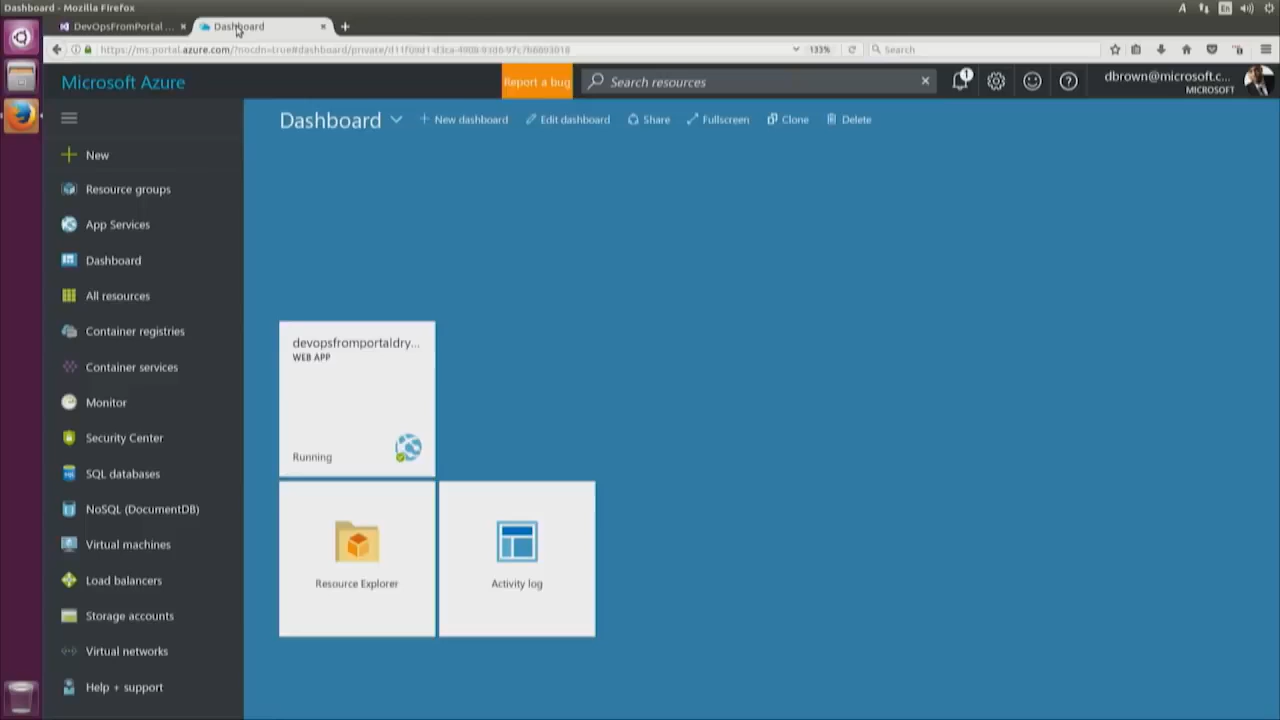 Dashboard - Mozilla Firefox
DevOpsFromPortal ...
Dashboard
133%
Search
Microsoft Azure
Report a bug
Search resources
1
dbrown@microsoft.c...
MICROSOFT
Dashboard
New dashboard
Edit dashboard
Share
Fullscreen
Clone
Delete
New
Resource groups
App Services
Dashboard
All resources
Container registries
Container services
Monitor
Security Center
SQL databases
NoSQL (DocumentDB)
Virtual machines
Load balancers
Storage accounts
Virtual networks
Help + support
devopsfromportaldry...
WEB APP
Running
Resource Explorer
Activity log